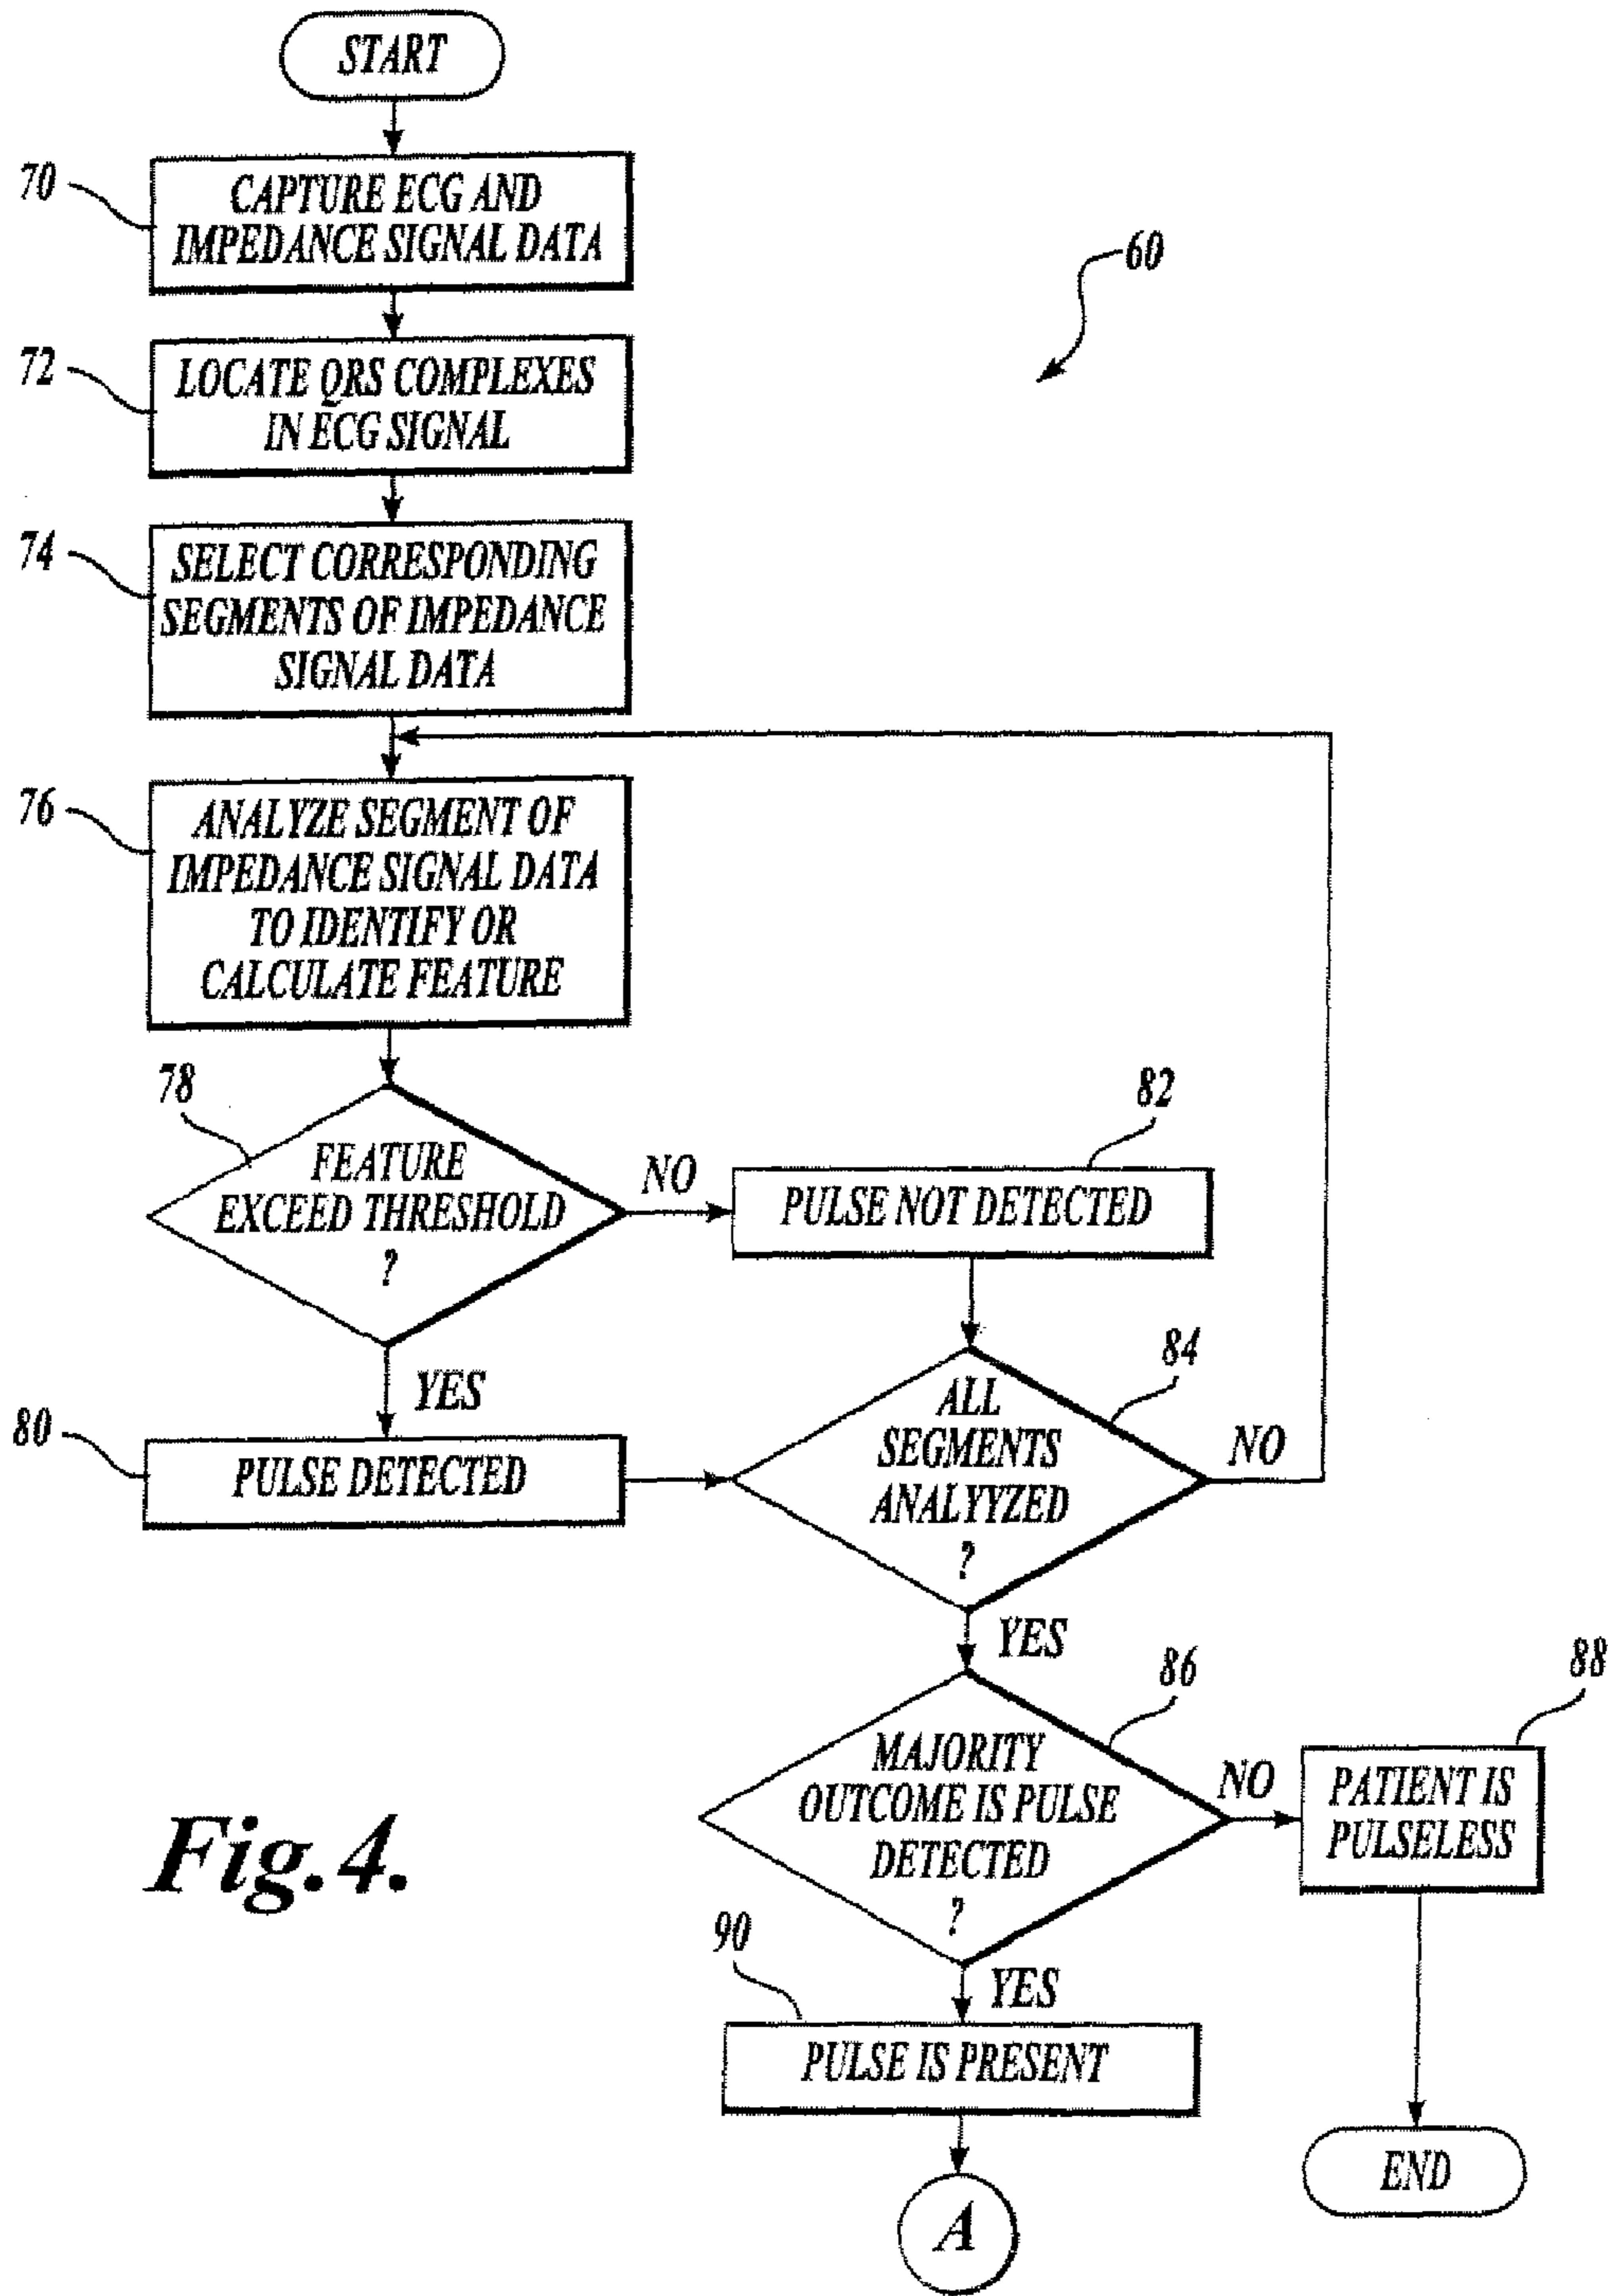 START
70
CAPTURE ECG AND
IMPEDANCE SIGNAL DATA
60
72
LOCATE QRS COMPLEXES
IN ECG SIGNAL
74
SELECT CORRESPONDING
SEGMENTS OF IMPEDANCE
SIGNAL DATA
76
ANALYZE SEGMENT OF
IMPEDANCE SIGNAL DATA
TO IDENTIFY OR
CALCULATE FEATURE
78
FEATURE
EXCEED THRESHOLD
?
NO
82
PULSE NOT DETECTED
YES
80
PULSE DETECTED
84
ALL
SEGMENTS
ANALYYZED
?
NO
YES
86
MAJORITY
OUTCOME IS PULSE
DETECTED
?
NO
88
PATIENT IS
PULSELESS
YES
90
PULSE IS PRESENT
A
END
Fig.4.